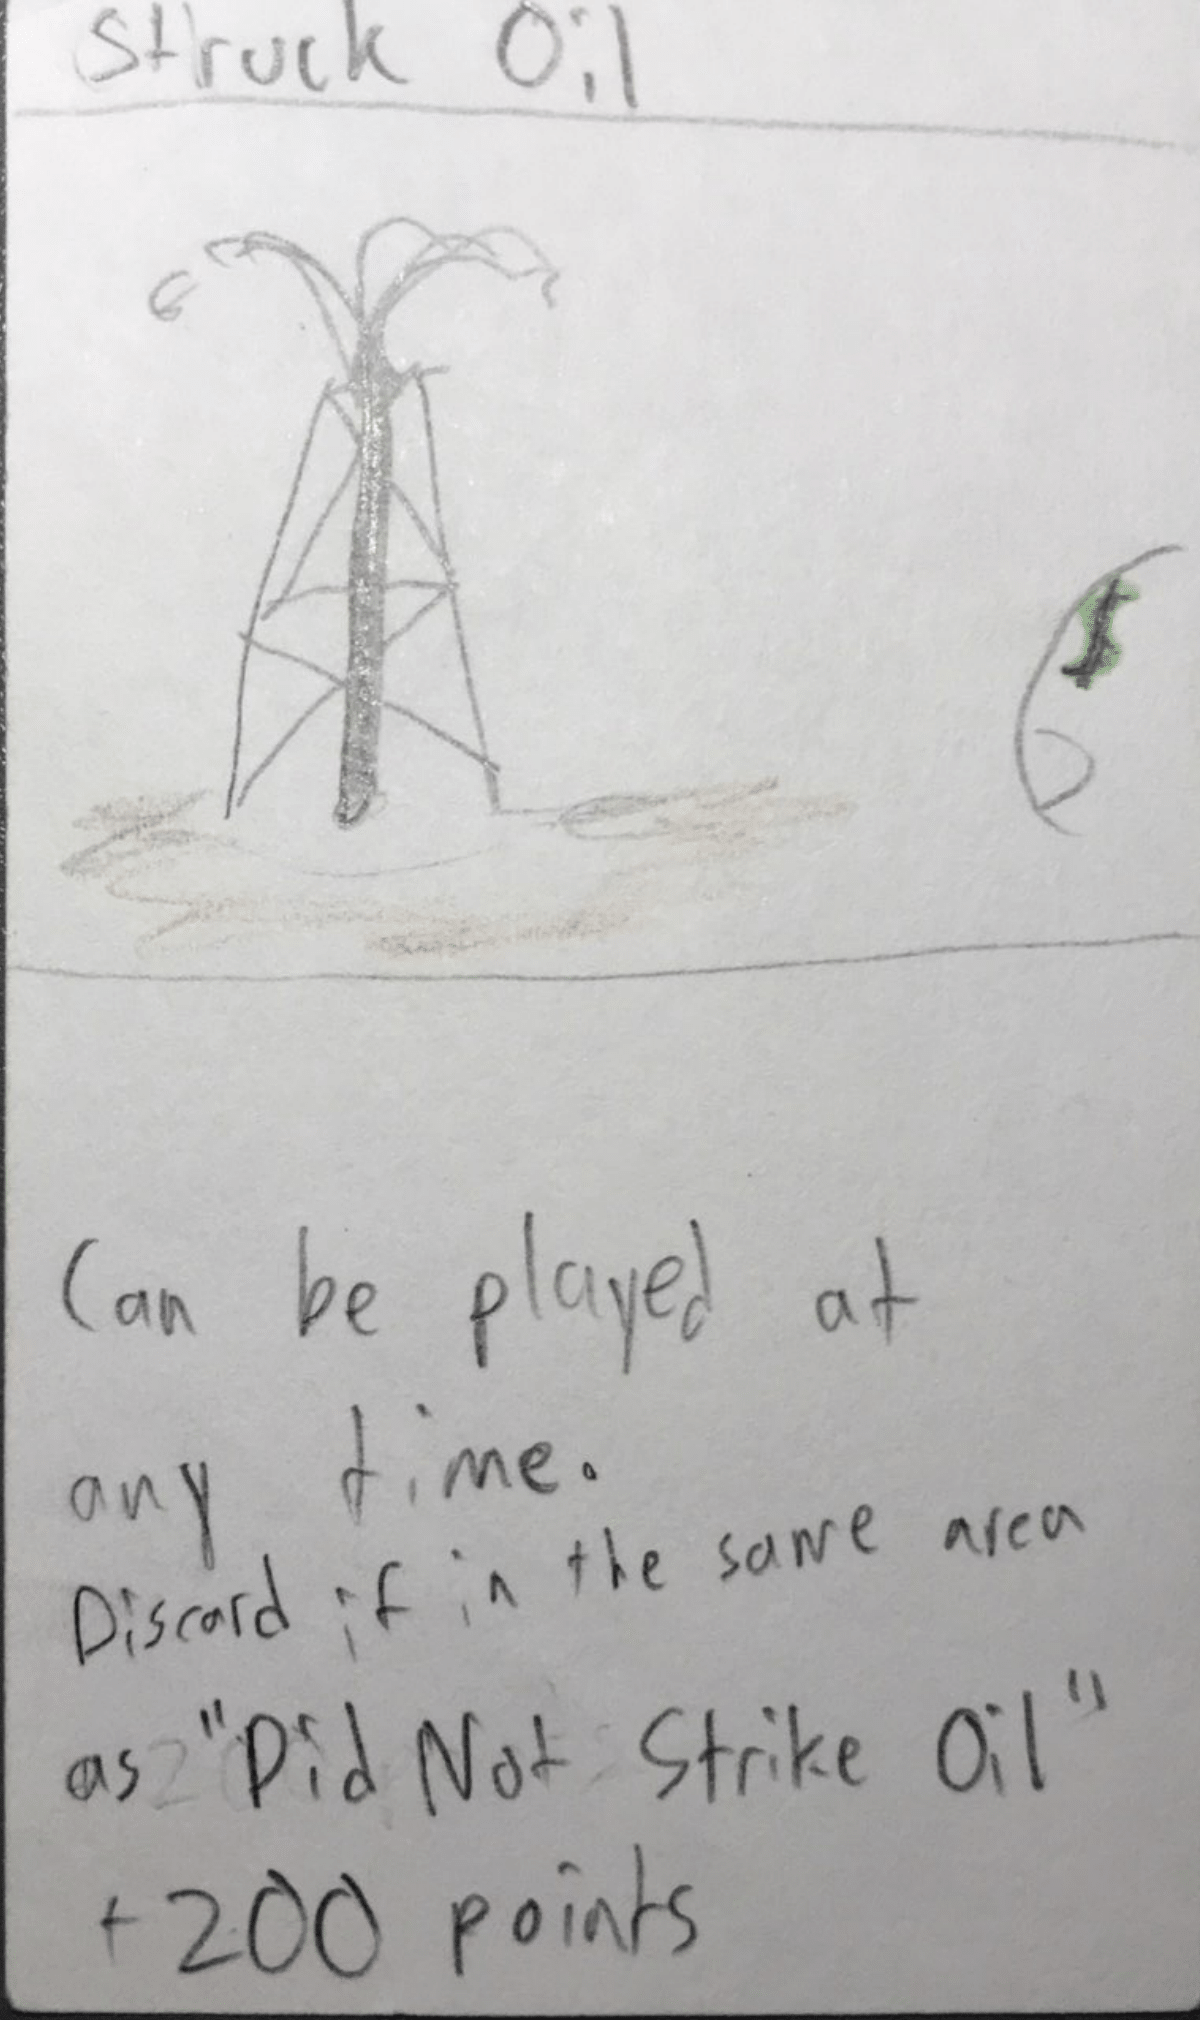 Struck Oil
$
Can be played at
any time.
Discard if in the same area
as "Did Not Strike Oil"
+200 points